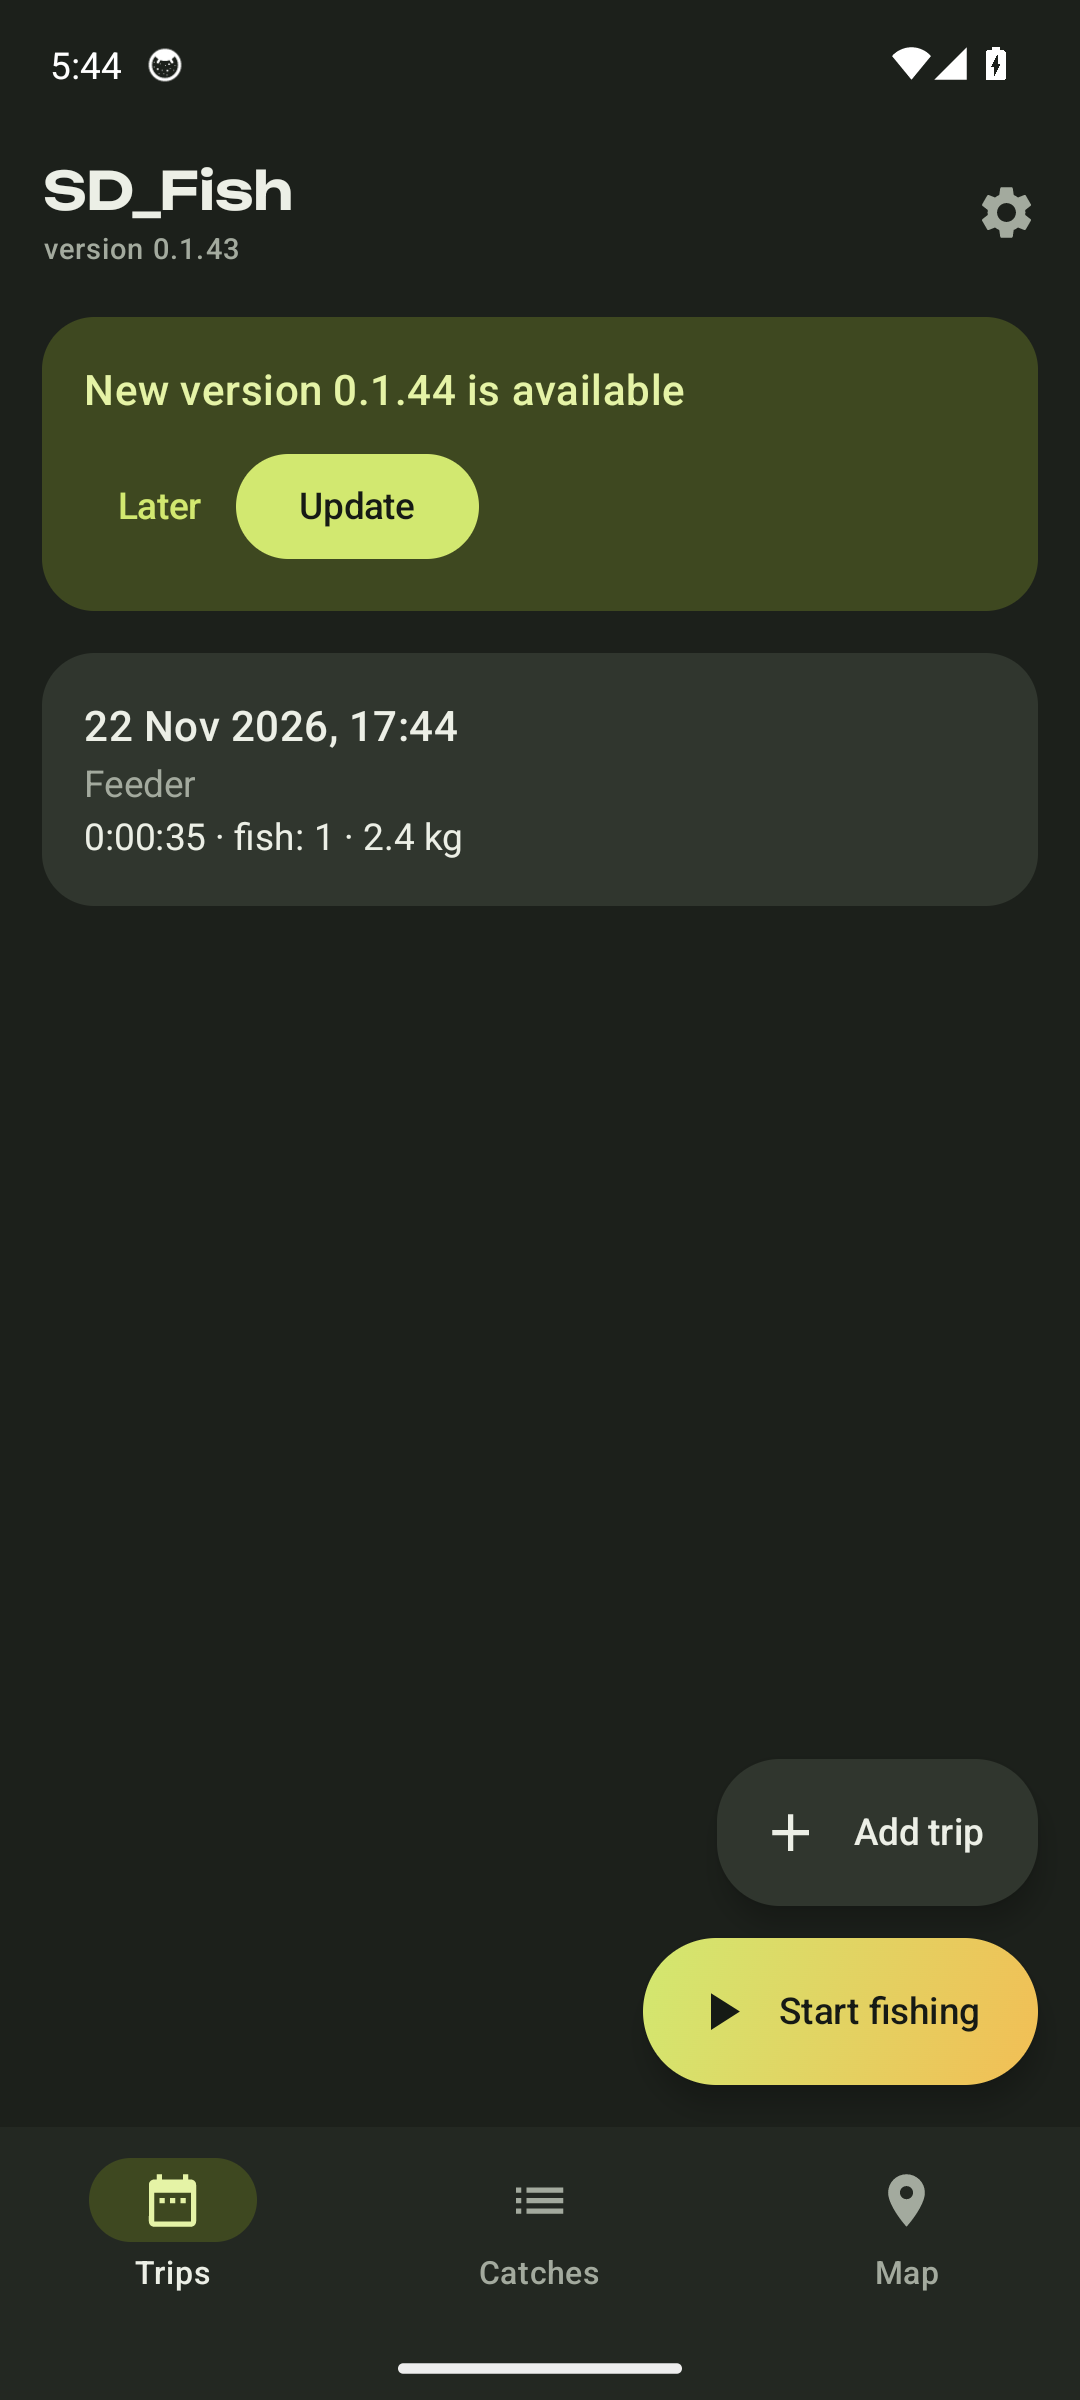 5:44
SD_Fish
version 0.1.43
New version 0.1.44 is available
Later
Update
22 Nov 2026, 17:44
Feeder
0:00:35 · fish: 1 · 2.4 kg
Add trip
Start fishing
Trips
Catches
Map